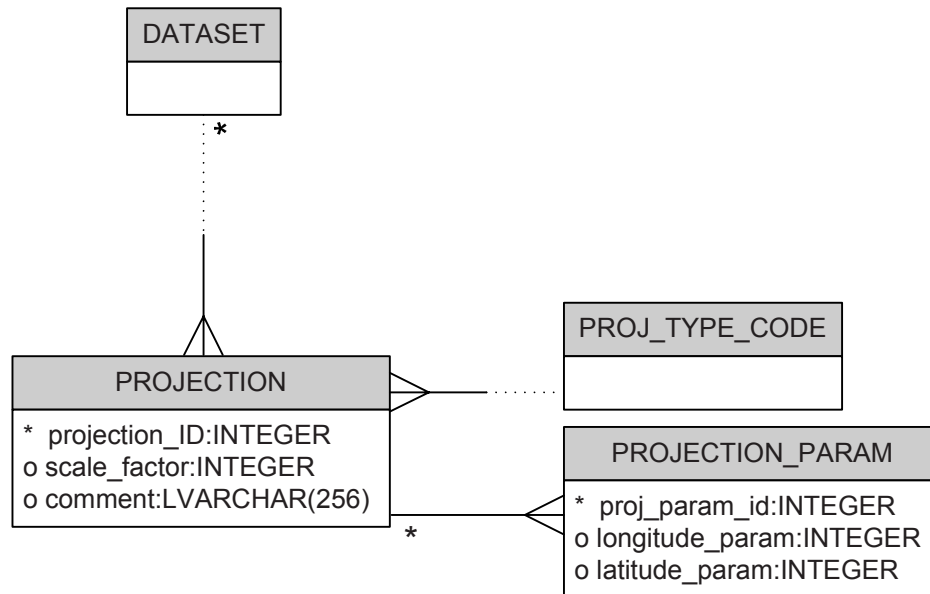 DATASET
*
PROJ_TYPE_CODE
PROJECTION
* projection_ID:INTEGER
o scale_factor:INTEGER
o comment:LVARCHAR(256)
*
PROJECTION_PARAM
* proj_param_id:INTEGER
o longitude_param:INTEGER
o latitude_param:INTEGER